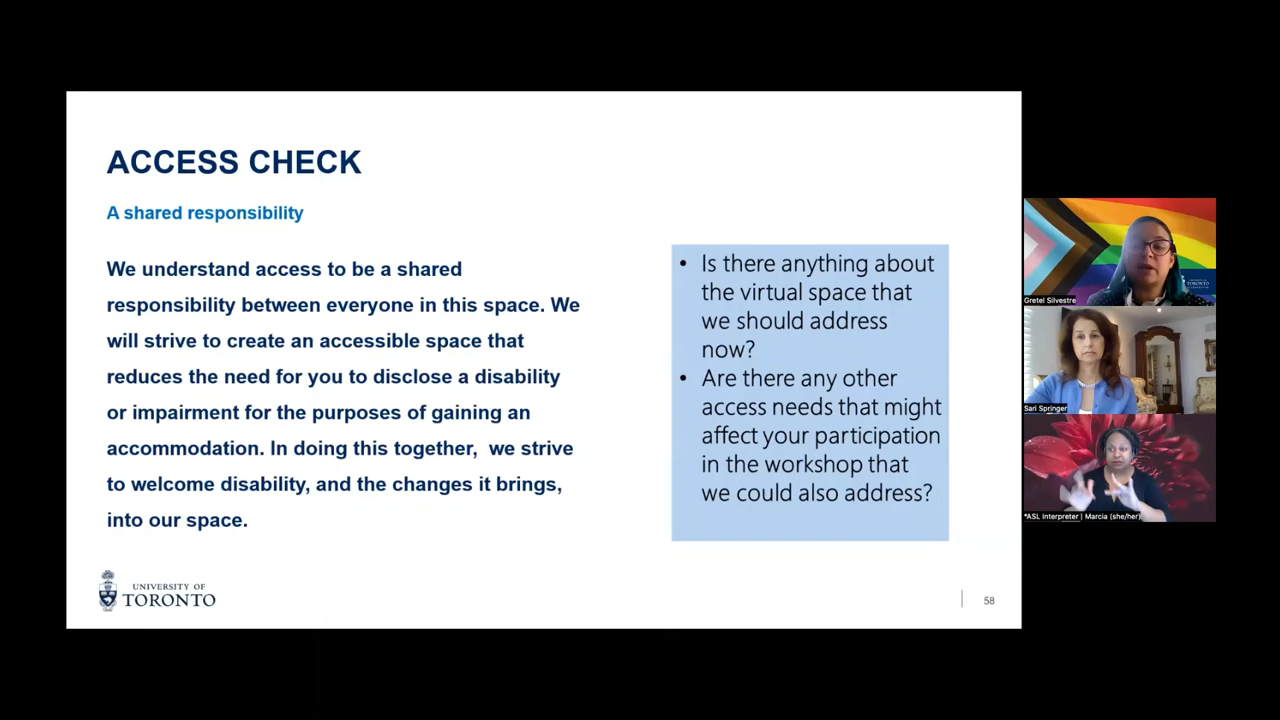 ACCESS CHECK
A shared responsibility
We understand access to be a shared
responsibility between everyone in this space. We
will strive to create an accessible space that
reduces the need for you to disclose a disability
or impairment for the purposes of gaining an
accommodation. In doing this together,  we strive
to welcome disability, and the changes it brings,
into our space.
• Is there anything about
the virtual space that
we should address
now?
• Are there any other
access needs that might
affect your participation
in the workshop that
we could also address?
UNIVERSITY OF
TORONTO
58
TORONTO
Gretel Silvestre
Sari Springer
*ASL Interpreter | Marcia (she/her)